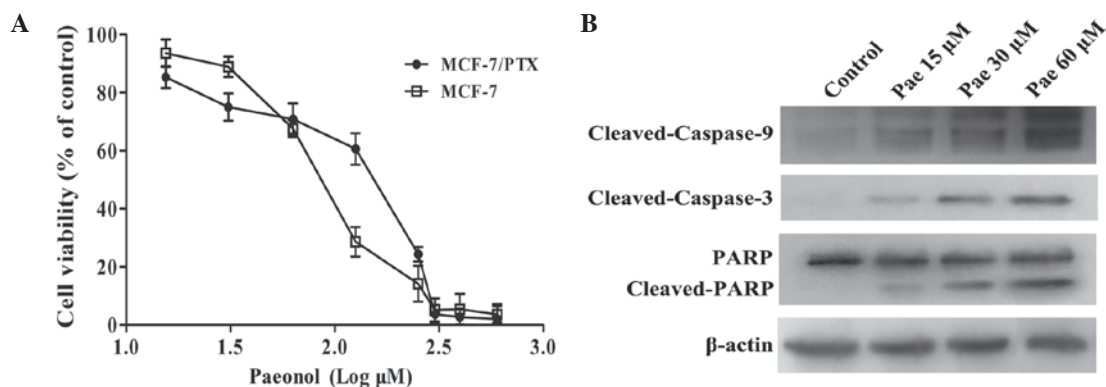 A
Cell viability (% of control)
100
80
60
40
20
0
1.0 1.5 2.0 2.5 3.0
Paeonol (Log µM)
MCF-7/PTX
MCF-7
B
Control Pae 15 µM Pae 30 µM Pae 60 µM
Cleaved-Caspase-9
Cleaved-Caspase-3
PARP
Cleaved-PARP
β-actin